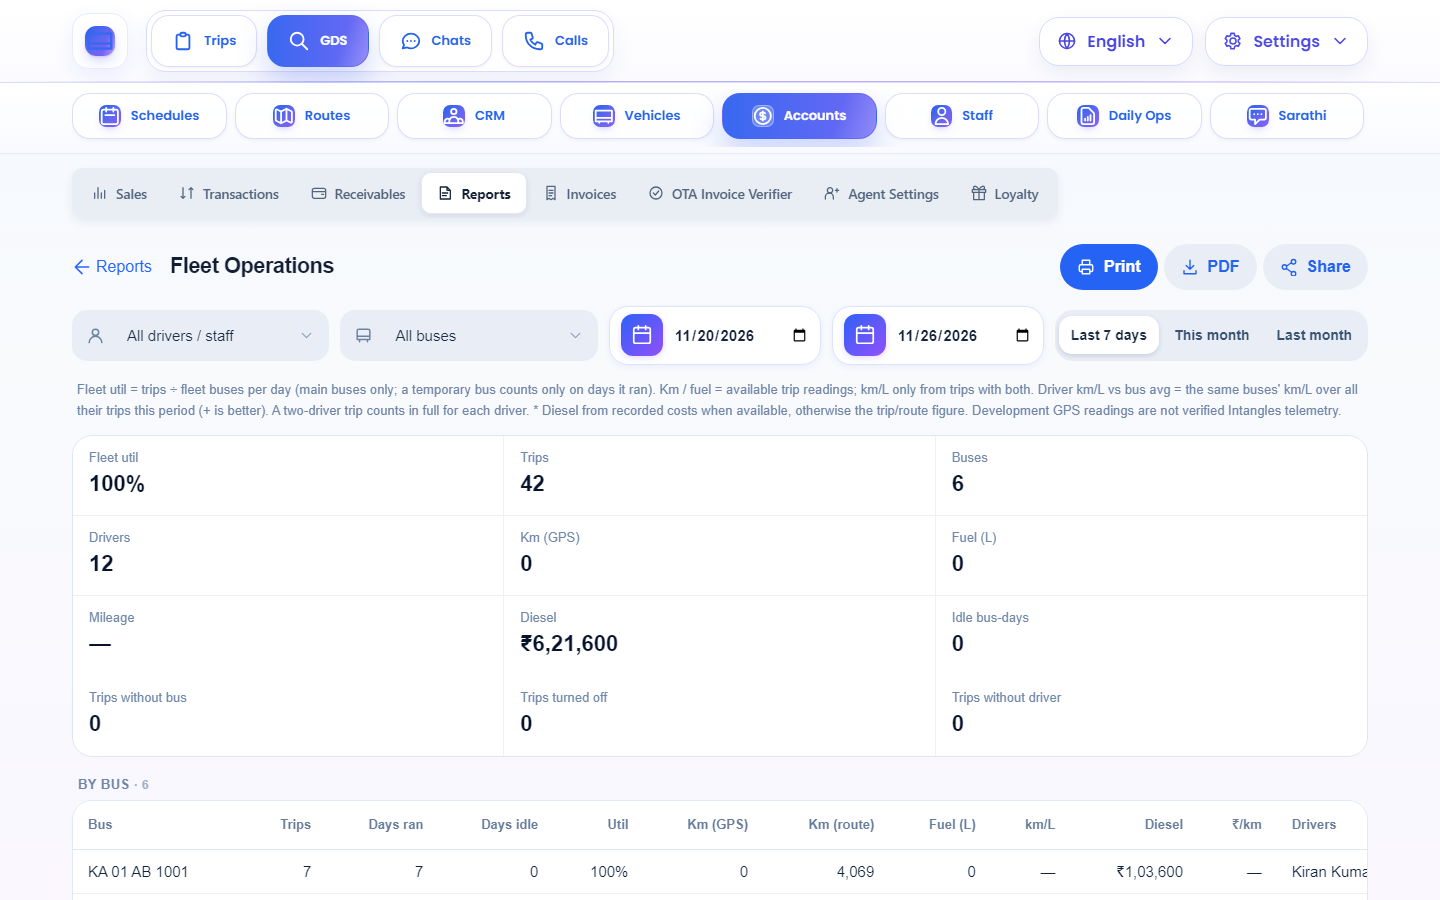 Trips
GDS
Chats
Calls
English
Settings
Schedules
Routes
CRM
Vehicles
Accounts
Staff
Daily Ops
Sarathi
Sales
Transactions
Receivables
Reports
Invoices
OTA Invoice Verifier
Agent Settings
Loyalty
Reports
Fleet Operations
Print
PDF
Share
All drivers / staff
All buses
11/20/2026
11/26/2026
Last 7 days
This month
Last month
Fleet util = trips ÷ fleet buses per day (main buses only; a temporary bus counts only on days it ran). Km / fuel = available trip readings; km/L only from trips with both. Driver km/L vs bus avg = the same buses' km/L over all
their trips this period (+ is better). A two-driver trip counts in full for each driver. * Diesel from recorded costs when available, otherwise the trip/route figure. Development GPS readings are not verified Intangles telemetry.
Fleet util
100%
Trips
42
Buses
6
Drivers
12
Km (GPS)
0
Fuel (L)
0
Mileage
—
Diesel
₹6,21,600
Idle bus-days
0
Trips without bus
0
Trips turned off
0
Trips without driver
0
BY BUS · 6
Bus Trips Days ran Days idle Util Km (GPS) Km (route) Fuel (L) km/L Diesel ₹/km Drivers
KA 01 AB 1001 7 7 0 100% 0 4,069 0 — ₹1,03,600 — Kiran Kuma